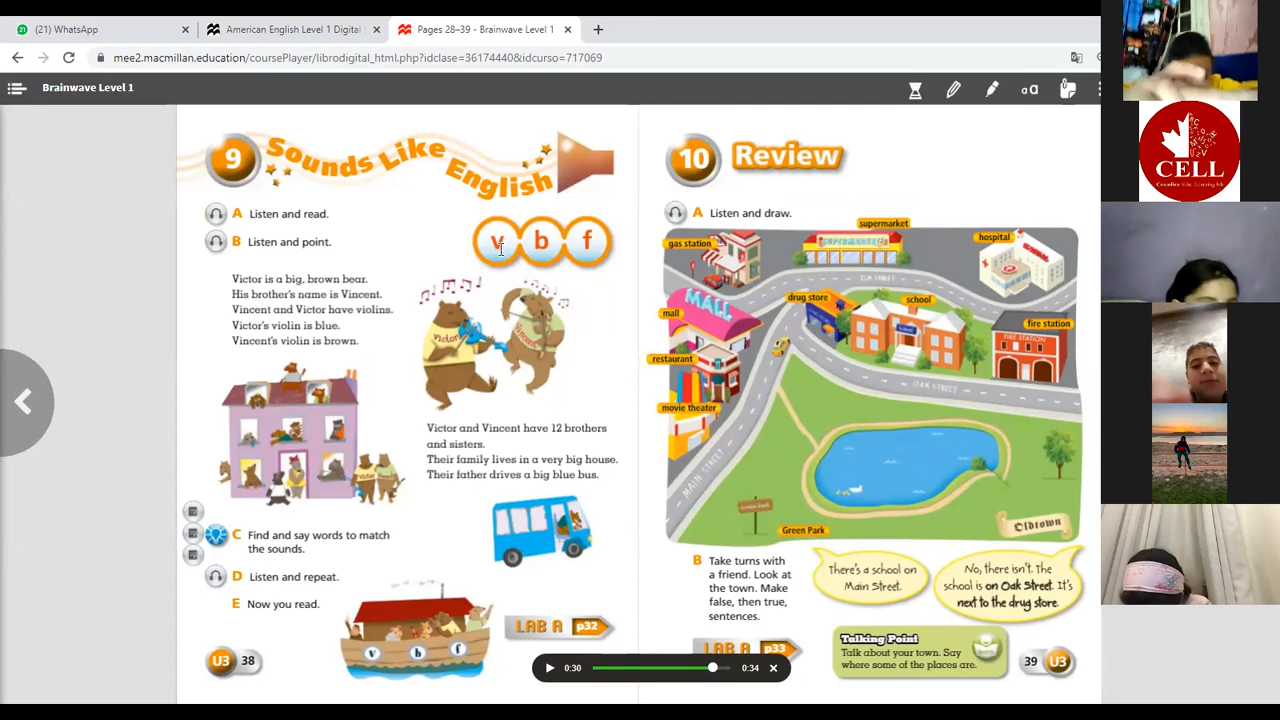 (21) WhatsApp
American English Level 1 Digital
Pages 28–39 - Brainwave Level 1
mee2.macmillan.education/coursePlayer/librodigital_html.php?idclase=36174440&idcurso=717069
Brainwave Level 1
aA
9 Sounds Like English
A Listen and read.
B Listen and point.
v b f
Victor is a big, brown bear.
His brother's name is Vincent.
Vincent and Victor have violins.
Victor's violin is blue.
Vincent's violin is brown.
Victor
Vincent
Victor and Vincent have 12 brothers
and sisters.
Their family lives in a very big house.
Their father drives a big blue bus.
C Find and say words to match
the sounds.
D Listen and repeat.
E Now you read.
v b f
LAB A p32
U3 38
10 Review
A Listen and draw.
supermarket
gas station
SUPERMARKET
hospital
ELM STREET
MALL
mall
drug store
school
School
fire station
FIRE STATION
restaurant
OAK STREET
movie theater
MAIN STREET
Green Park
Oldtown
B Take turns with
a friend. Look at
the town. Make
false, then true,
sentences.
There's a school on
Main Street.
No, there isn't. The
school is on Oak Street. It's
next to the drug store.
LAB A p33
Talking Point
Talk about your town. Say
where some of the places are.
39 U3
0:30
0:34
CELL